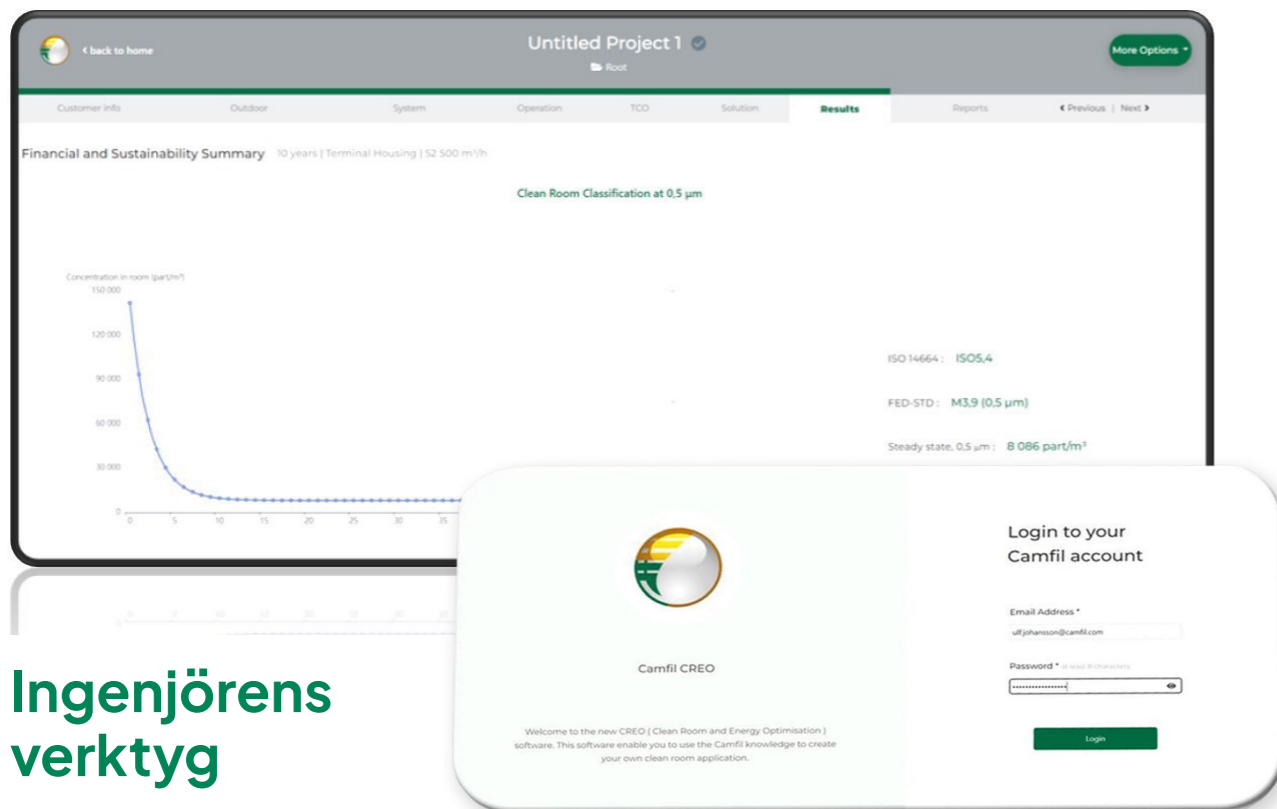 < back to home
Untitled Project 1
Root
More Options
Customer info
Outdoor
System
Operation
TCO
Solution
Results
Reports
< Previous | Next >
Financial and Sustainability Summary 10 years | Terminal Housing | 52 500 m³/h
Clean Room Classification at 0,5 µm
Concentration in room (part/m³)
150 000
120 000
90 000
60 000
30 000
0
0 5 10 15 20 25 30 35
ISO 14664 : ISO5,4
FED-STD : M3,9 (0,5 µm)
Steady state, 0,5 µm : 8 086 part/m³
Camfil CREO
Welcome to the new CREO ( Clean Room and Energy Optimisation )
software. This software enable you to use the Camfil knowledge to create
your own clean room application.
Login to your
Camfil account
Email Address *
ulf.johansson@camfil.com
Password * at least 8 characters
Login
Ingenjörens
verktyg